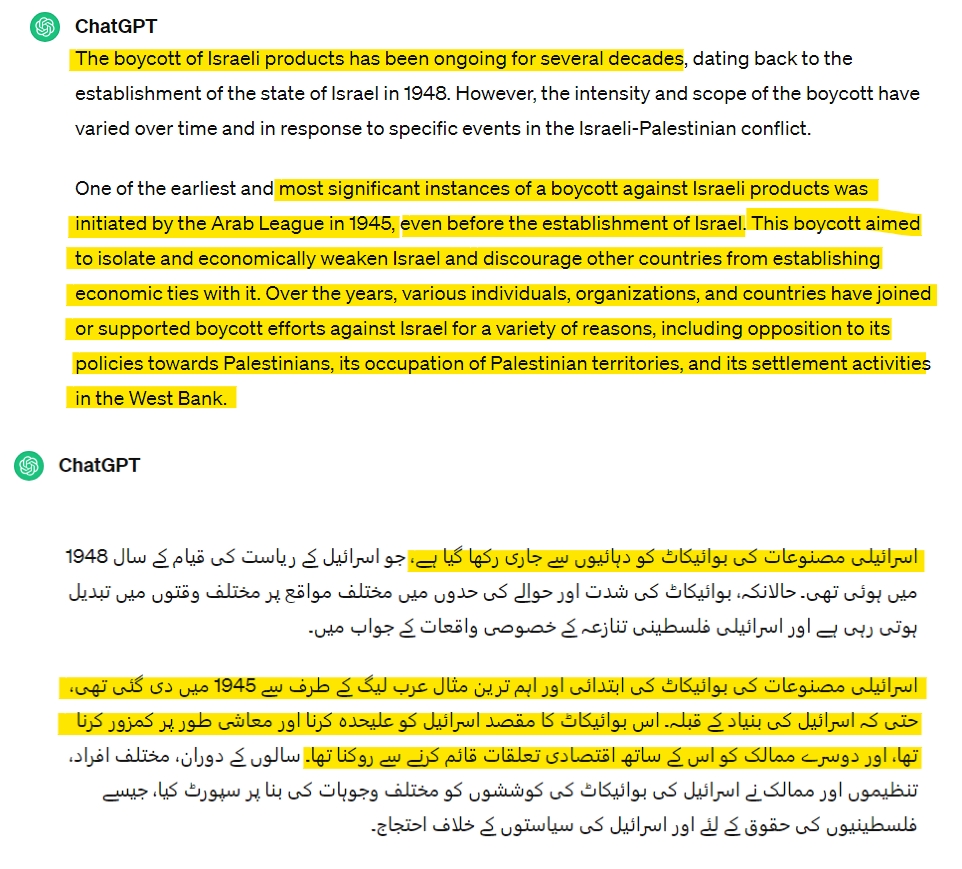 ChatGPT
The boycott of Israeli products has been ongoing for several decades, dating back to the
establishment of the state of Israel in 1948. However, the intensity and scope of the boycott have
varied over time and in response to specific events in the Israeli-Palestinian conflict.
One of the earliest and most significant instances of a boycott against Israeli products was
initiated by the Arab League in 1945, even before the establishment of Israel. This boycott aimed
to isolate and economically weaken Israel and discourage other countries from establishing
economic ties with it. Over the years, various individuals, organizations, and countries have joined
or supported boycott efforts against Israel for a variety of reasons, including opposition to its
policies towards Palestinians, its occupation of Palestinian territories, and its settlement activities
in the West Bank.
ChatGPT
اسرائیلی مصنوعات کی بوائیکاٹ کو دہائیوں سے جاری رکھا گیا ہے، جو اسرائیل کے ریاست کی قیام کے سال 1948
میں ہوئی تھی۔ حالانکہ، بوائیکاٹ کی شدت اور حوالے کی حدوں میں مختلف مواقع پر مختلف وقتوں میں تبدیل
ہوتی رہی ہے اور اسرائیلی فلسطینی تنازعہ کے خصوصی واقعات کے جواب میں۔
اسرائیلی مصنوعات کی بوائیکاٹ کی ابتدائی اور اہم ترین مثال عرب لیگ کے طرف سے 1945 میں دی گئی تھی،
حتی کہ اسرائیل کی بنیاد کے قبلہ۔ اس بوائیکاٹ کا مقصد اسرائیل کو علیحدہ کرنا اور معاشی طور پر کمزور کرنا
تھا، اور دوسرے ممالک کو اس کے ساتھ اقتصادی تعلقات قائم کرنے سے روکنا تھا۔ سالوں کے دوران، مختلف افراد،
تنظیموں اور ممالک نے اسرائیل کی بوائیکاٹ کی کوششوں کو مختلف وجوہات کی بنا پر سپورٹ کیا، جیسے
فلسطینیوں کی حقوق کے لئے اور اسرائیل کی سیاستوں کے خلاف احتجاج۔